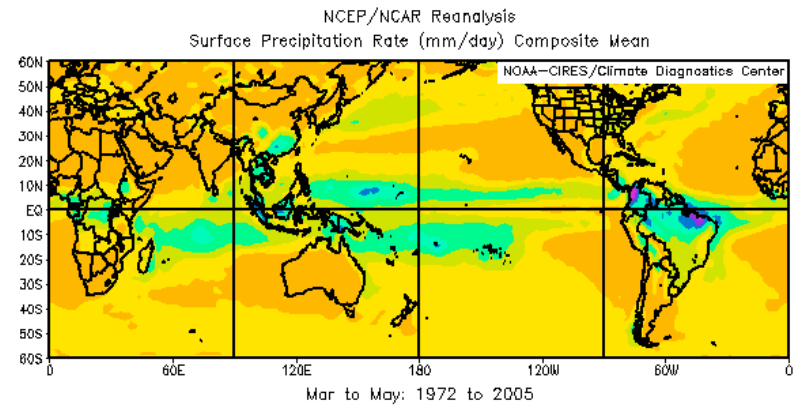 NCEP/NCAR Reanalysis
Surface Precipitation Rate (mm/day) Composite Mean
NOAA-CIRES/Climate Diagnostics Center
60N
50N
40N
30N
20N
10N
EQ
10S
20S
30S
40S
50S
60S
0 60E 120E 180 120W 60W 0
Mar to May: 1972 to 2005